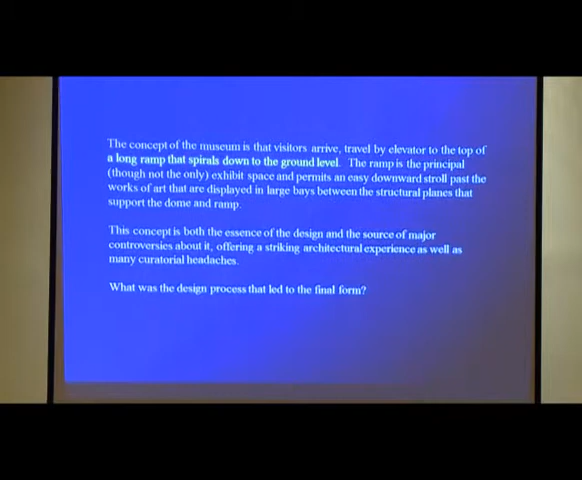 The concept of the museum is that visitors arrive, travel by elevator to the top of
a long ramp that spirals down to the ground level. The ramp is the principal
(though not the only) exhibit space and permits an easy downward stroll past the
works of art that are displayed in large bays between the structural planes that
support the dome and ramp.
This concept is both the essence of the design and the source of major
controversies about it, offering a striking architectural experience as well as
many curatorial headaches.
What was the design process that led to the final form?